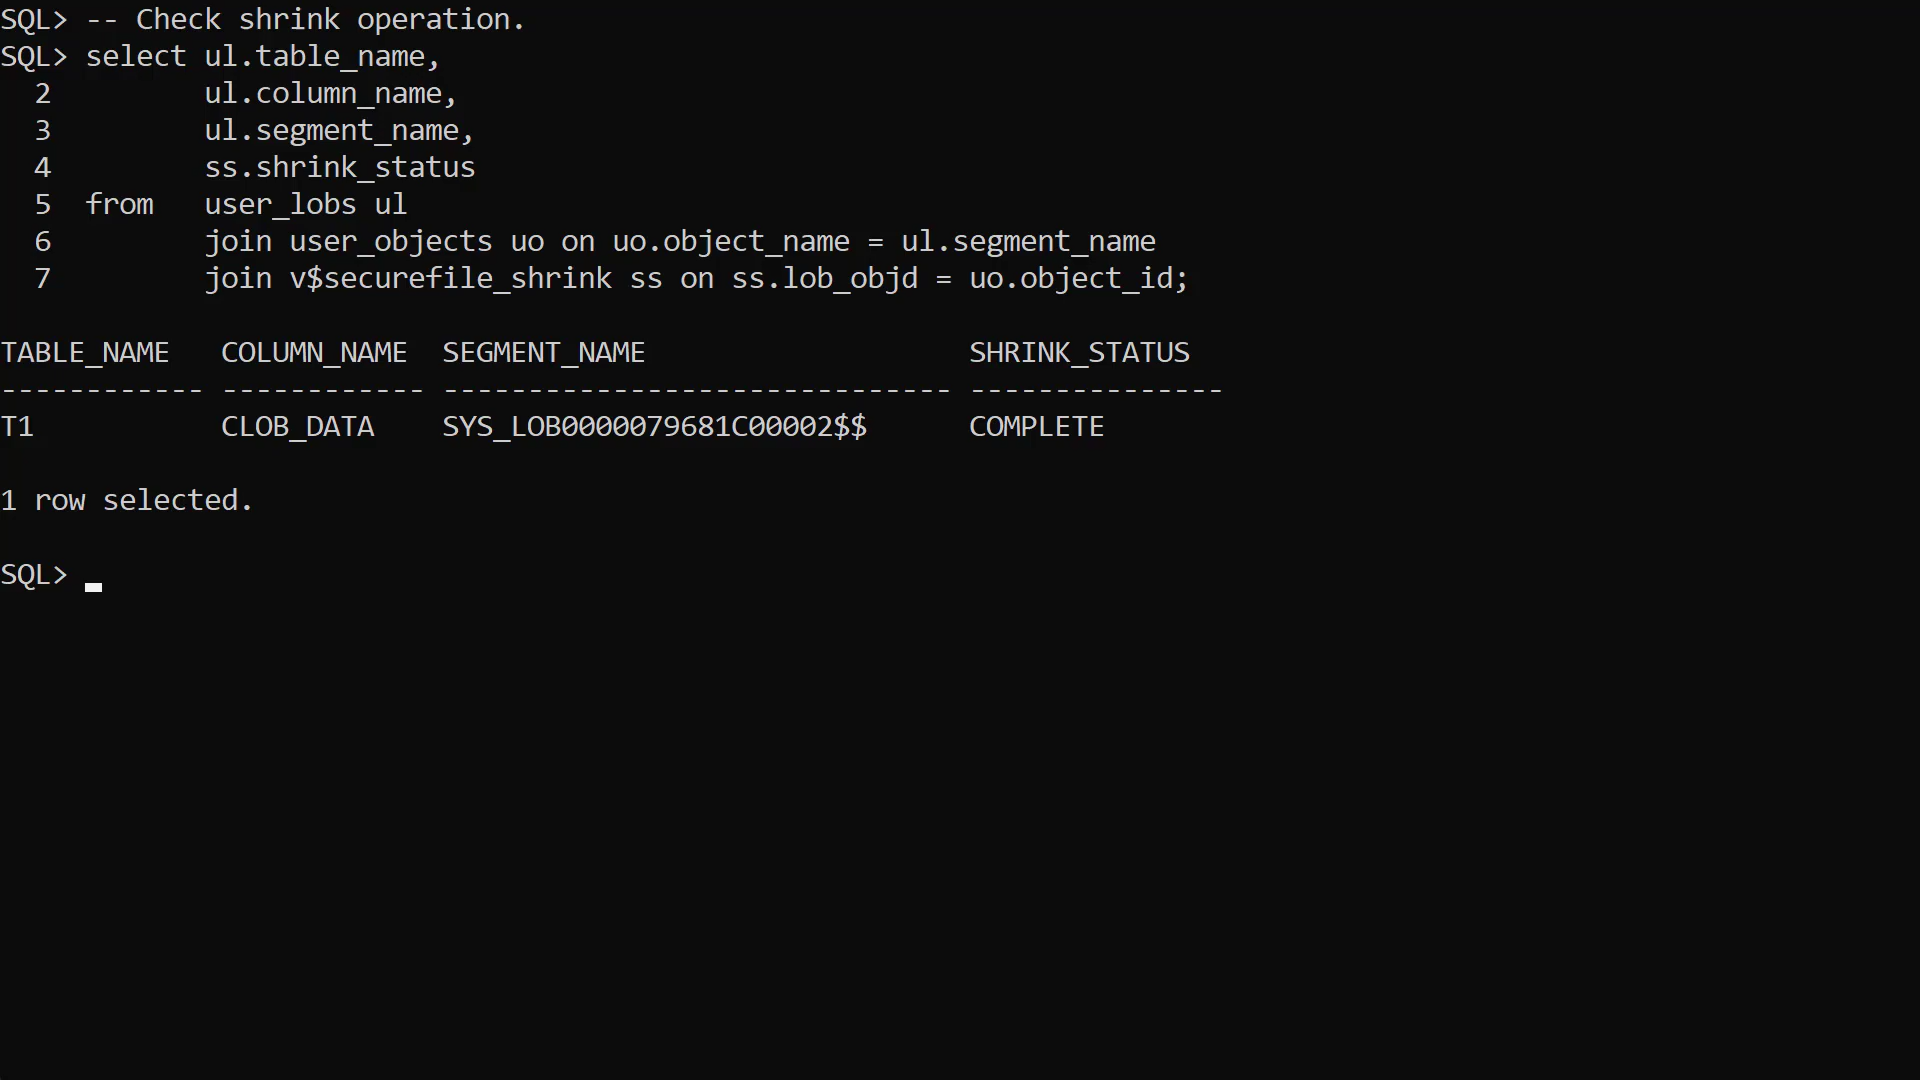 SQL> -- Check shrink operation.
SQL> select ul.table_name,
  2         ul.column_name,
  3         ul.segment_name,
  4         ss.shrink_status
  5  from   user_lobs ul
  6         join user_objects uo on uo.object_name = ul.segment_name
  7         join v$securefile_shrink ss on ss.lob_objd = uo.object_id;
TABLE_NAME   COLUMN_NAME  SEGMENT_NAME                   SHRINK_STATUS
------------ ------------ ------------------------------ ---------------
T1           CLOB_DATA    SYS_LOB0000079681C00002$$      COMPLETE
1 row selected.
SQL>